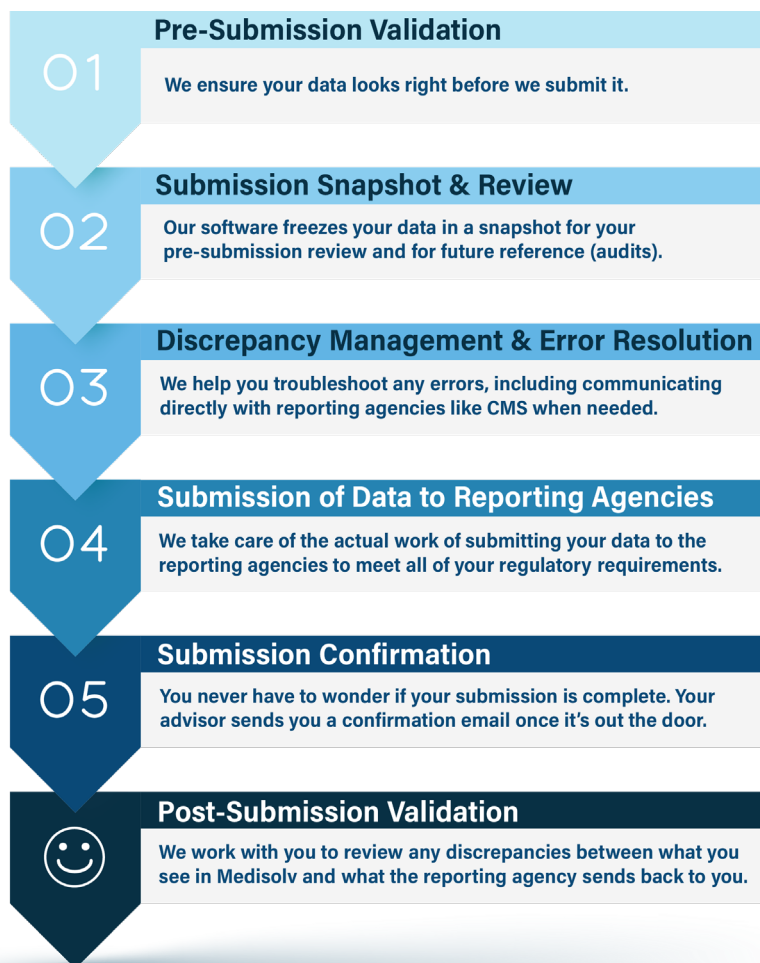 01
Pre-Submission Validation
We ensure your data looks right before we submit it.
02
Submission Snapshot & Review
Our software freezes your data in a snapshot for your
pre-submission review and for future reference (audits).
03
Discrepancy Management & Error Resolution
We help you troubleshoot any errors, including communicating
directly with reporting agencies like CMS when needed.
04
Submission of Data to Reporting Agencies
We take care of the actual work of submitting your data to the
reporting agencies to meet all of your regulatory requirements.
05
Submission Confirmation
You never have to wonder if your submission is complete. Your
advisor sends you a confirmation email once it’s out the door.
Post-Submission Validation
We work with you to review any discrepancies between what you
see in Medisolv and what the reporting agency sends back to you.